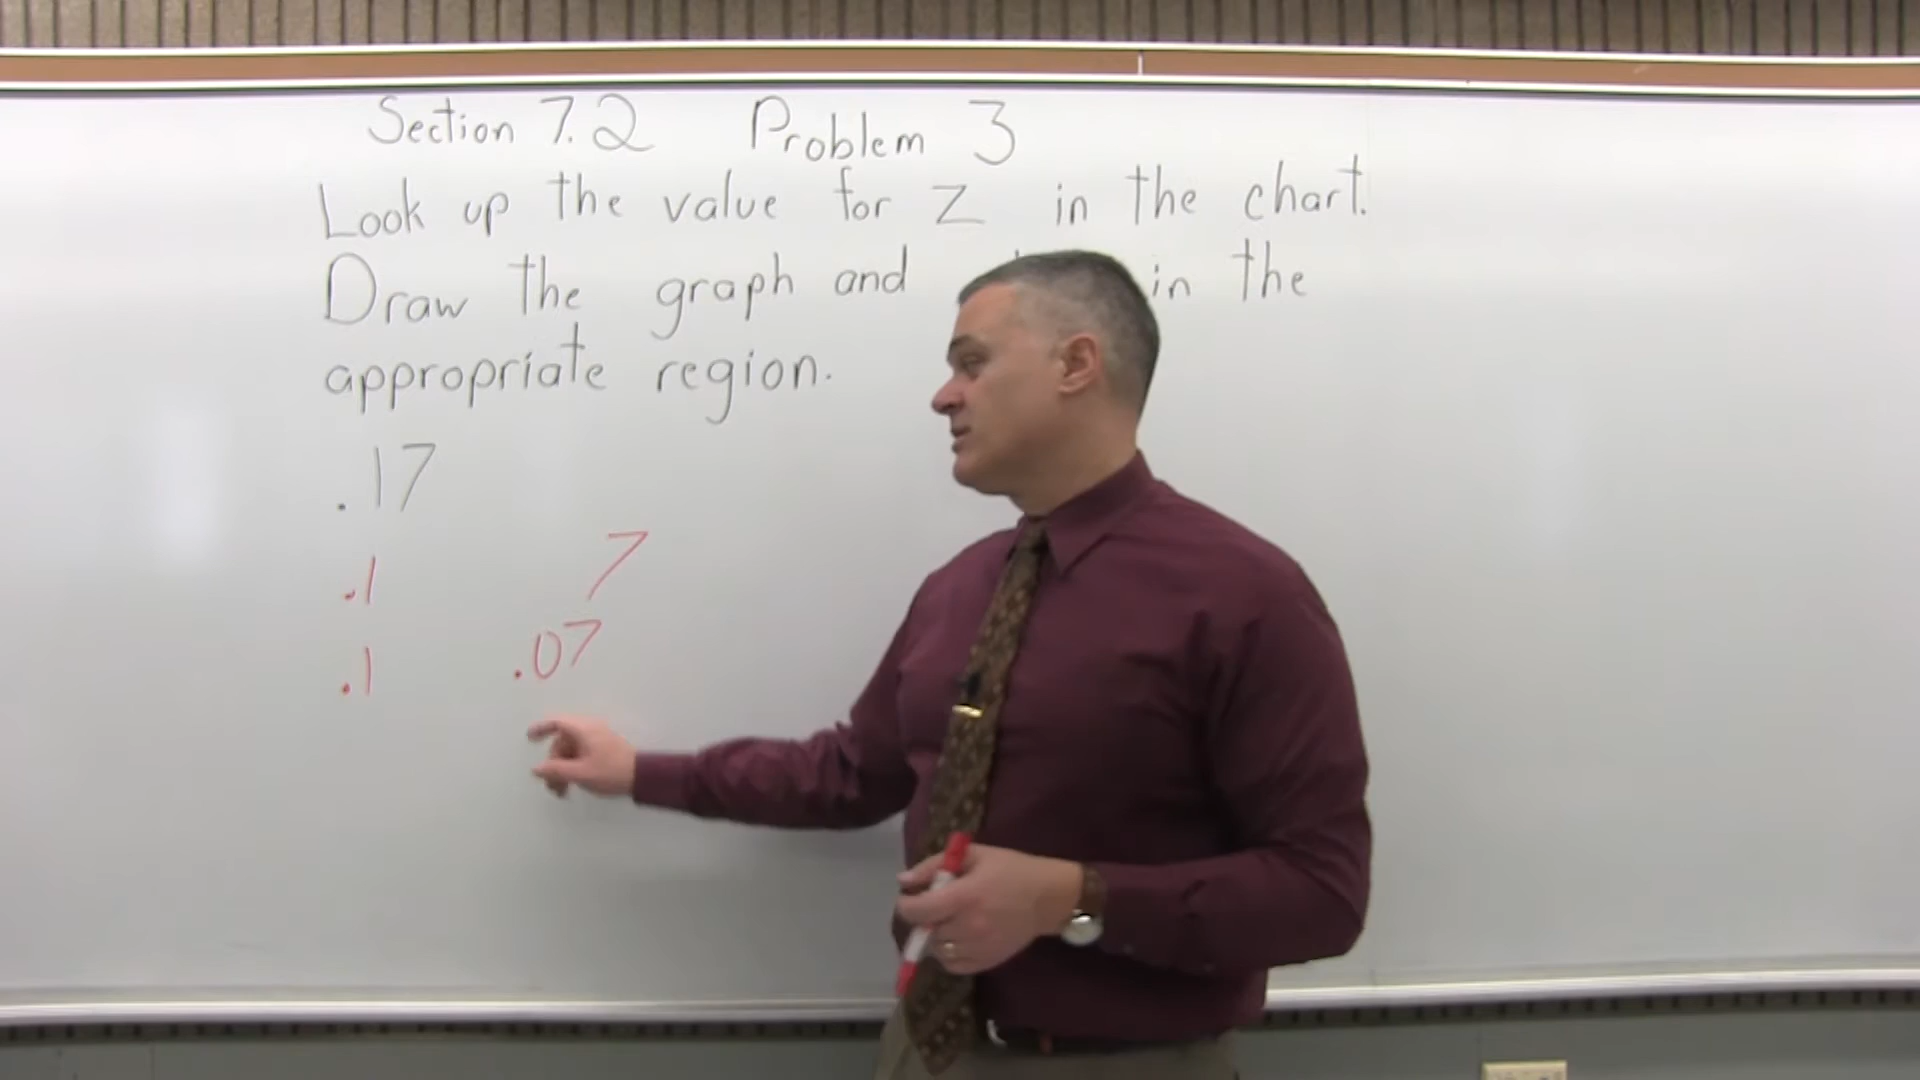 Section 7.2 Problem 3
Look up the value for Z in the chart.
Draw the graph and in the
appropriate region.
.17
.1 7
.1 .07